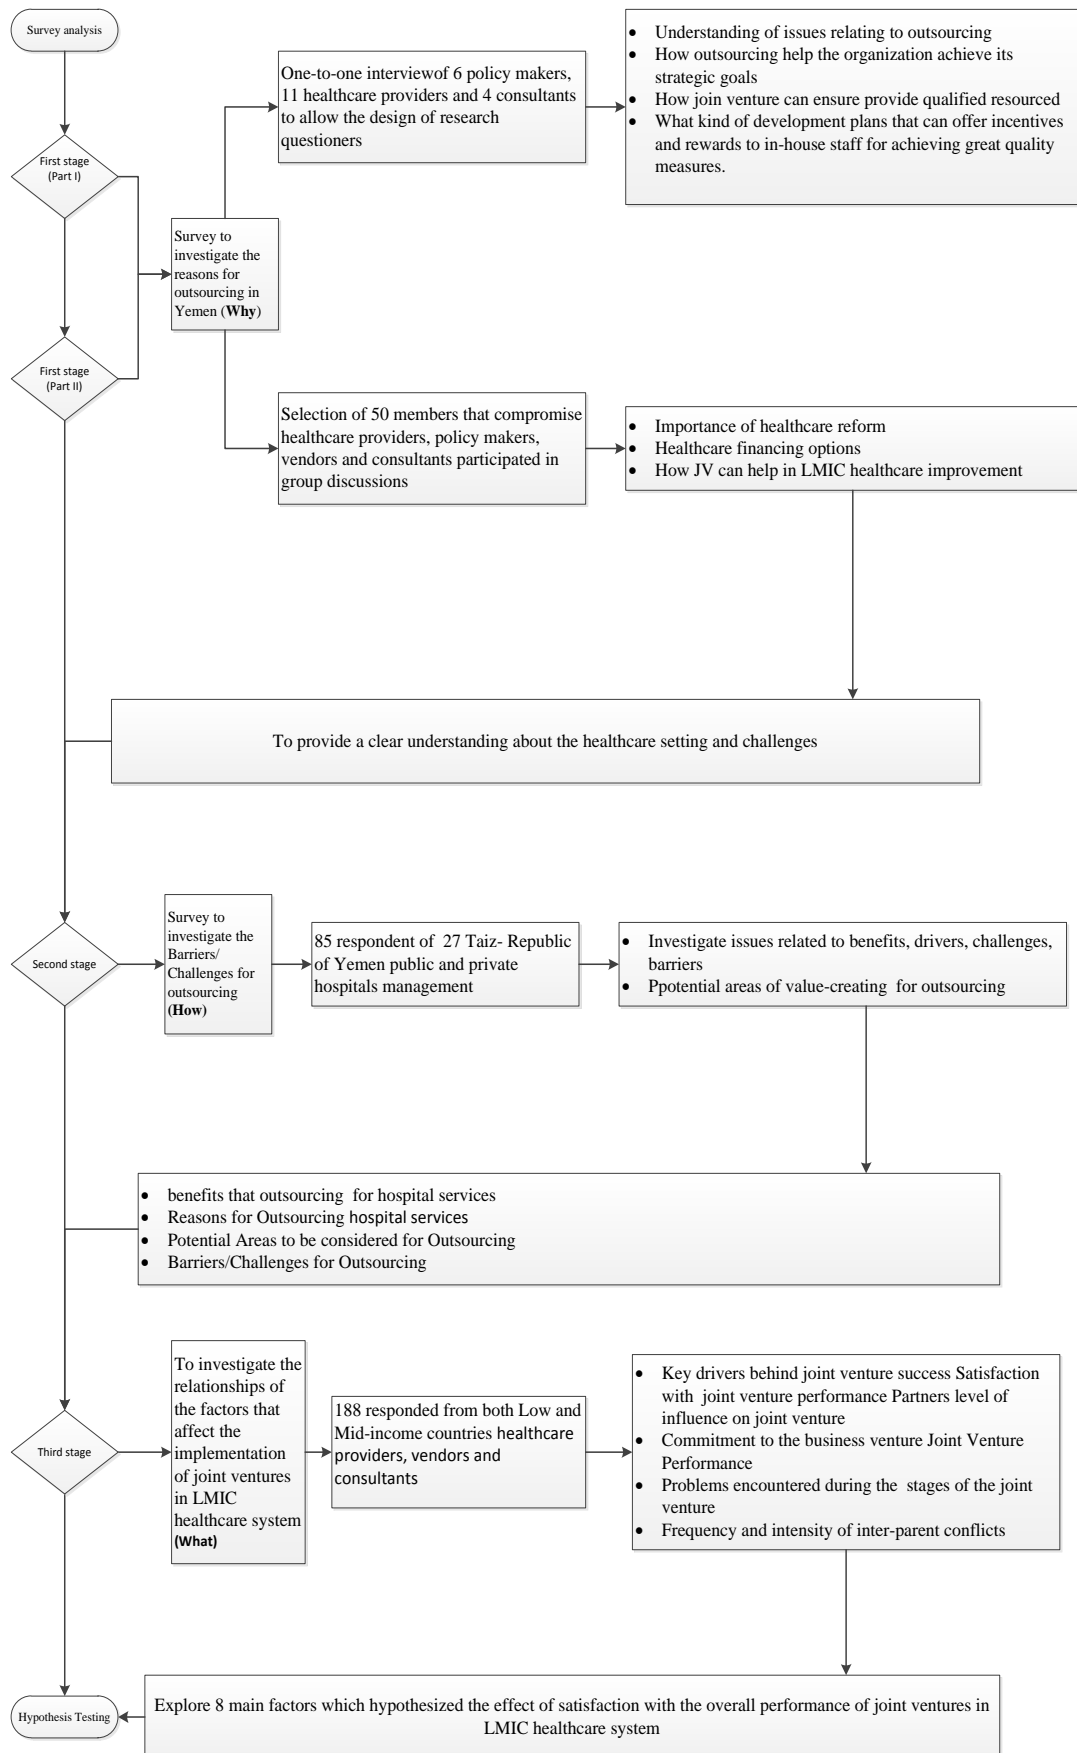 Survey analysis
First stage
(Part I)
First stage
(Part II)
Survey to
investigate the
reasons for
outsourcing in
Yemen (Why)
One-to-one interviewof 6 policy makers,
11 healthcare providers and 4 consultants
to allow the design of research
questioners
• Understanding of issues relating to outsourcing
• How outsourcing help the organization achieve its
strategic goals
• How join venture can ensure provide qualified resourced
• What kind of development plans that can offer incentives
and rewards to in-house staff for achieving great quality
measures.
Selection of 50 members that compromise
healthcare providers, policy makers,
vendors and consultants participated in
group discussions
• Importance of healthcare reform
• Healthcare financing options
• How JV can help in LMIC healthcare improvement
To provide a clear understanding about the healthcare setting and challenges
Second stage
Survey to
investigate the
Barriers/
Challenges for
outsourcing
(How)
85 respondent of  27 Taiz- Republic
of Yemen public and private
hospitals management
• Investigate issues related to benefits, drivers, challenges,
barriers
• Ppotential areas of value-creating  for outsourcing
• benefits that outsourcing  for hospital services
• Reasons for Outsourcing hospital services
• Potential Areas to be considered for Outsourcing
• Barriers/Challenges for Outsourcing
Third stage
To investigate the
relationships of
the factors that
affect the
implementation
of joint ventures
in LMIC
healthcare system
(What)
188 responded from both Low and
Mid-income countries healthcare
providers, vendors and
consultants
• Key drivers behind joint venture success Satisfaction
with  joint venture performance Partners level of
influence on joint venture
• Commitment to the business venture Joint Venture
Performance
• Problems encountered during the  stages of the joint
venture
• Frequency and intensity of inter-parent conflicts
Hypothesis Testing
Explore 8 main factors which hypothesized the effect of satisfaction with the overall performance of joint ventures in
LMIC healthcare system